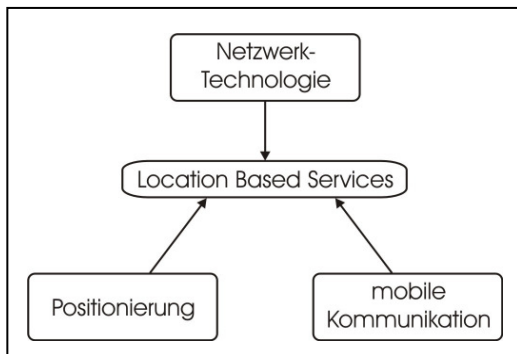 Netzwerk-
Technologie
Location Based Services
Positionierung
mobile
Kommunikation